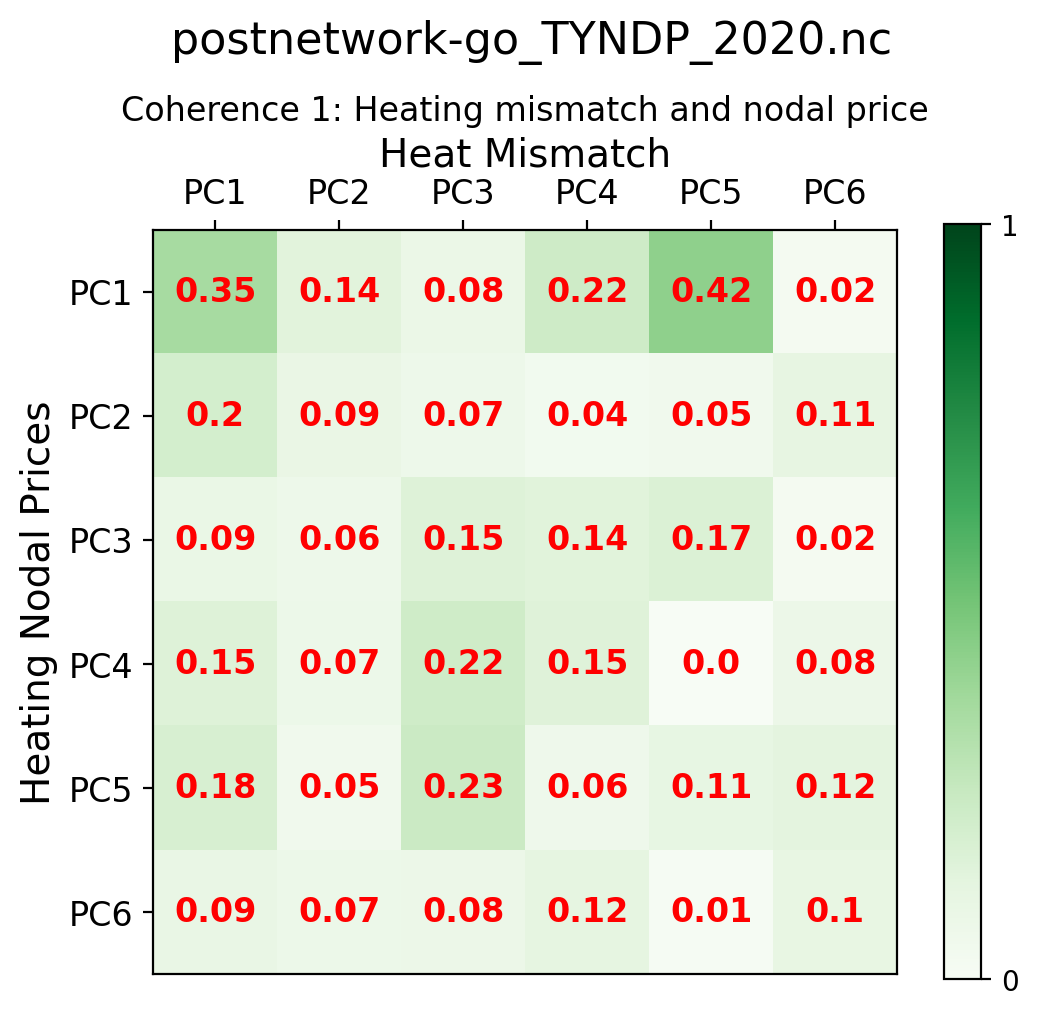 postnetwork-go_TYNDP_2020.nc
Coherence 1: Heating mismatch and nodal price
Heat Mismatch
PC1 PC2 PC3 PC4 PC5 PC6
1
PC1 0.35 0.14 0.08 0.22 0.42 0.02
PC2 0.2 0.09 0.07 0.04 0.05 0.11
PC3 0.09 0.06 0.15 0.14 0.17 0.02
Heating Nodal Prices
PC4 0.15 0.07 0.22 0.15 0.0 0.08
PC5 0.18 0.05 0.23 0.06 0.11 0.12
PC6 0.09 0.07 0.08 0.12 0.01 0.1
0